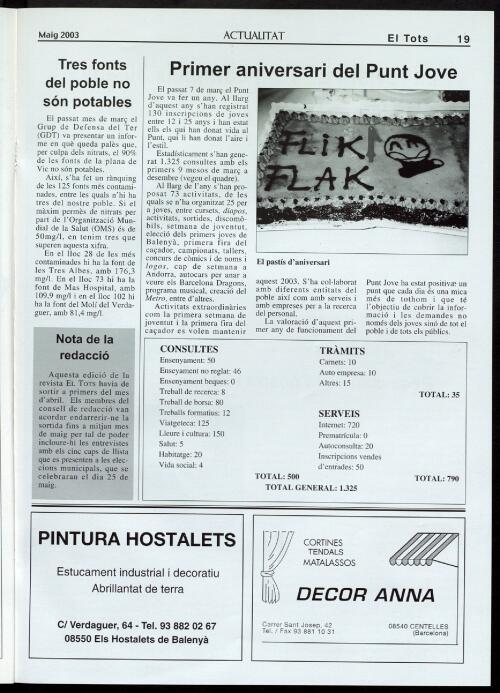 Maig 2003
ACTUALITAT
El Tots
19
Tres fonts
del poble no
són potables
El passat mes de març el
Grup de Defensa del Ter
(GDT) va presentar un infor-
me en què queda palès que,
per culpa dels nitrats, el 90%
de les fonts de la plana de
Vic no són potables.
Així, s'ha fet un rànquing
de les 125 fonts més contami-
nades, entre les quals n'hi ha
tres del nostre poble. Si el
màxim permès de nitrats per
part de l'Organització Mun-
dial de la Salut (OMS) és de
50mg/l, en tenim tres que
superen aquesta xifra.
En el lloc 28 de les més
contaminades hi ha la font de
les Tres Albes, amb 176,3
mg/l. En el lloc 73 hi ha la
font de Mas Hospital, amb
109,9 mg/l i en el lloc 102 hi
ha la font del Molí del Verda-
guer, amb 81,4 mg/l.
Nota de la
redacció
Aquesta edició de la
revista EL TOTS havia de
sortir a primers del mes
d'abril. Els membres del
consell de redacció van
acordar endarrerir-ne la
sortida fins a mitjan mes
de maig per tal de poder
incloure-hi les entrevistes
amb els cinc caps de llista
que es presenten a les elec-
cions municipals, que se
celebraran el dia 25 de
maig.
Primer aniversari del Punt Jove
El passat 7 de març el Punt
Jove va fer un any. Al llarg
d'aquest any s'han registrat
130 inscripcions de joves
entre 12 i 25 anys i han estat
ells els qui han donat vida al
Punt, qui li han donat l'aire i
l'estil.
Estadísticament s'han gene-
rat 1.325 consultes amb els
primers 9 mesos de març a
desembre (vegeu el quadre).
Al llarg de l'any s'han pro-
posat 73 activitats, de les
quals se n'ha organitzat 25 per
a joves, entre cursets, diapos,
activitats, sortides, discomò-
bils, setmana de joventut,
elecció dels primers joves de
Balenyà, primera fira del
caçador, campionats, tallers,
concurs de còmics i de noms i
logos, cap de setmana a
Andorra, autocars per anar a
veure els Barcelona Dragons,
programa musical, creació del
Metro, entre d'altres.
Activitats extraordinàries
com la primera setmana de
joventut i la primera fira del
caçador es volen mantenir
FLIK
FLAK
El pastís d'aniversari
aquest 2003. S'ha col·laborat
amb diferents entitats del
poble així com amb serveis i
amb empreses per a la recerca
del personal.
La valoració d'aquest pri-
mer any de funcionament del
Punt Jove ha estat positiva: un
punt que cada dia és una mica
més de tothom i que té
l'objectiu de cobrir la infor-
mació i les demandes no
només dels joves sinó de tot el
poble i de tots els públics.
CONSULTES
Ensenyament: 50
Ensenyament no reglat: 46
Ensenyament beques: 0
Treball de recerca: 8
Treball de borsa: 80
Treballs formatius: 12
Viatgeteca: 125
Lleure i cultura: 150
Salut: 5
Habitatge: 20
Vida social: 4
TOTAL: 500
TOTAL GENERAL: 1.325
TRÀMITS
Carnets: 10
Auto empresa: 10
Altres: 15
TOTAL: 35
SERVEIS
Internet: 720
Prematrícula: 0
Autoconsulta: 20
Inscripcions vendes
d'entrades: 50
TOTAL: 790
PINTURA HOSTALETS
Estucament industrial i decoratiu
Abrillantat de terra
C/ Verdaguer, 64 - Tel. 93 882 02 67
08550 Els Hostalets de Balenyà
CORTINES
TENDALS
MATALASSOS
DECOR ANNA
Carrer Sant Josep, 42
Tel. / Fax 93 881 10 31
08540 CENTELLES
(Barcelona)